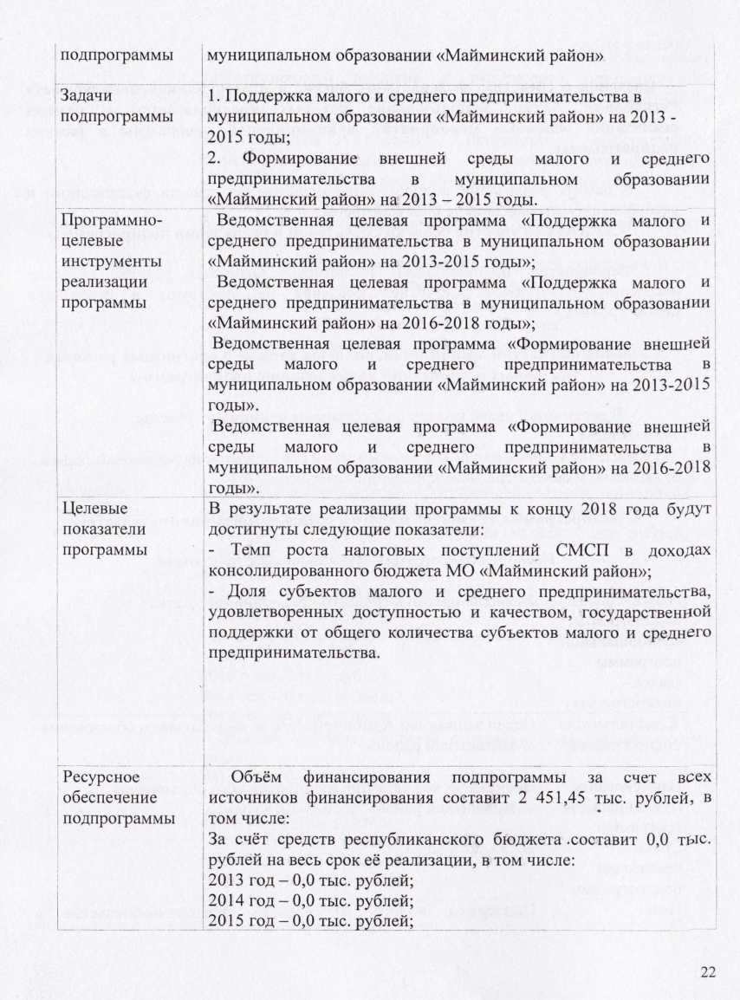 подпрограммы
муниципальном образовании «Майминский район»
Задачи
подпрограммы
1. Поддержка малого и среднего предпринимательства в
муниципальном образовании «Майминский район» на 2013 -
2015 годы;
2. Формирование внешней среды малого и среднего
предпринимательства в муниципальном образовании
«Майминский район» на 2013 – 2015 годы.
Программно-
целевые
инструменты
реализации
программы
Ведомственная целевая программа «Поддержка малого и
среднего предпринимательства в муниципальном образовании
«Майминский район» на 2013-2015 годы»;
Ведомственная целевая программа «Поддержка малого и
среднего предпринимательства в муниципальном образовании
«Майминский район» на 2016-2018 годы»;
Ведомственная целевая программа «Формирование внешней
среды малого и среднего предпринимательства в
муниципальном образовании «Майминский район» на 2013-2015
годы».
Ведомственная целевая программа «Формирование внешней
среды малого и среднего предпринимательства в
муниципальном образовании «Майминский район» на 2016-2018
годы».
Целевые
показатели
программы
В результате реализации программы к концу 2018 года будут
достигнуты следующие показатели:
- Темп роста налоговых поступлений СМСП в доходах
консолидированного бюджета МО «Майминский район»;
- Доля субъектов малого и среднего предпринимательства,
удовлетворенных доступностью и качеством, государственной
поддержки от общего количества субъектов малого и среднего
предпринимательства.
Ресурсное
обеспечение
подпрограммы
Объём финансирования подпрограммы за счет всех
источников финансирования составит 2 451,45 тыс. рублей, в
том числе:
За счёт средств республиканского бюджета составит 0,0 тыс.
рублей на весь срок её реализации, в том числе:
2013 год – 0,0 тыс. рублей;
2014 год – 0,0 тыс. рублей;
2015 год – 0,0 тыс. рублей;
22